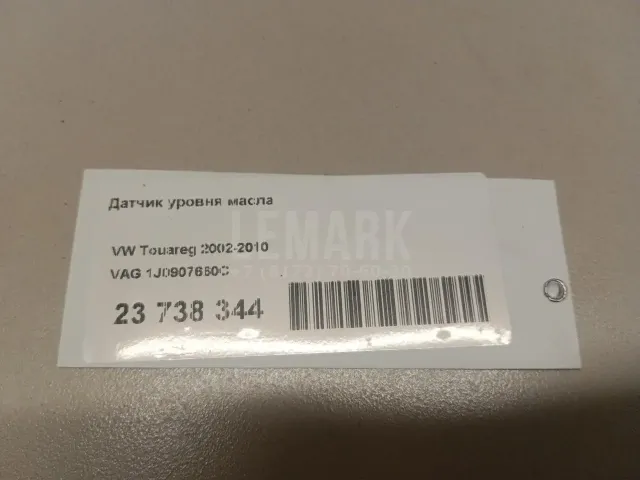 Датчик уровня масла
LEMARK
VW Touareg 2002-2010
VAG 1J0907660C
23 738 344